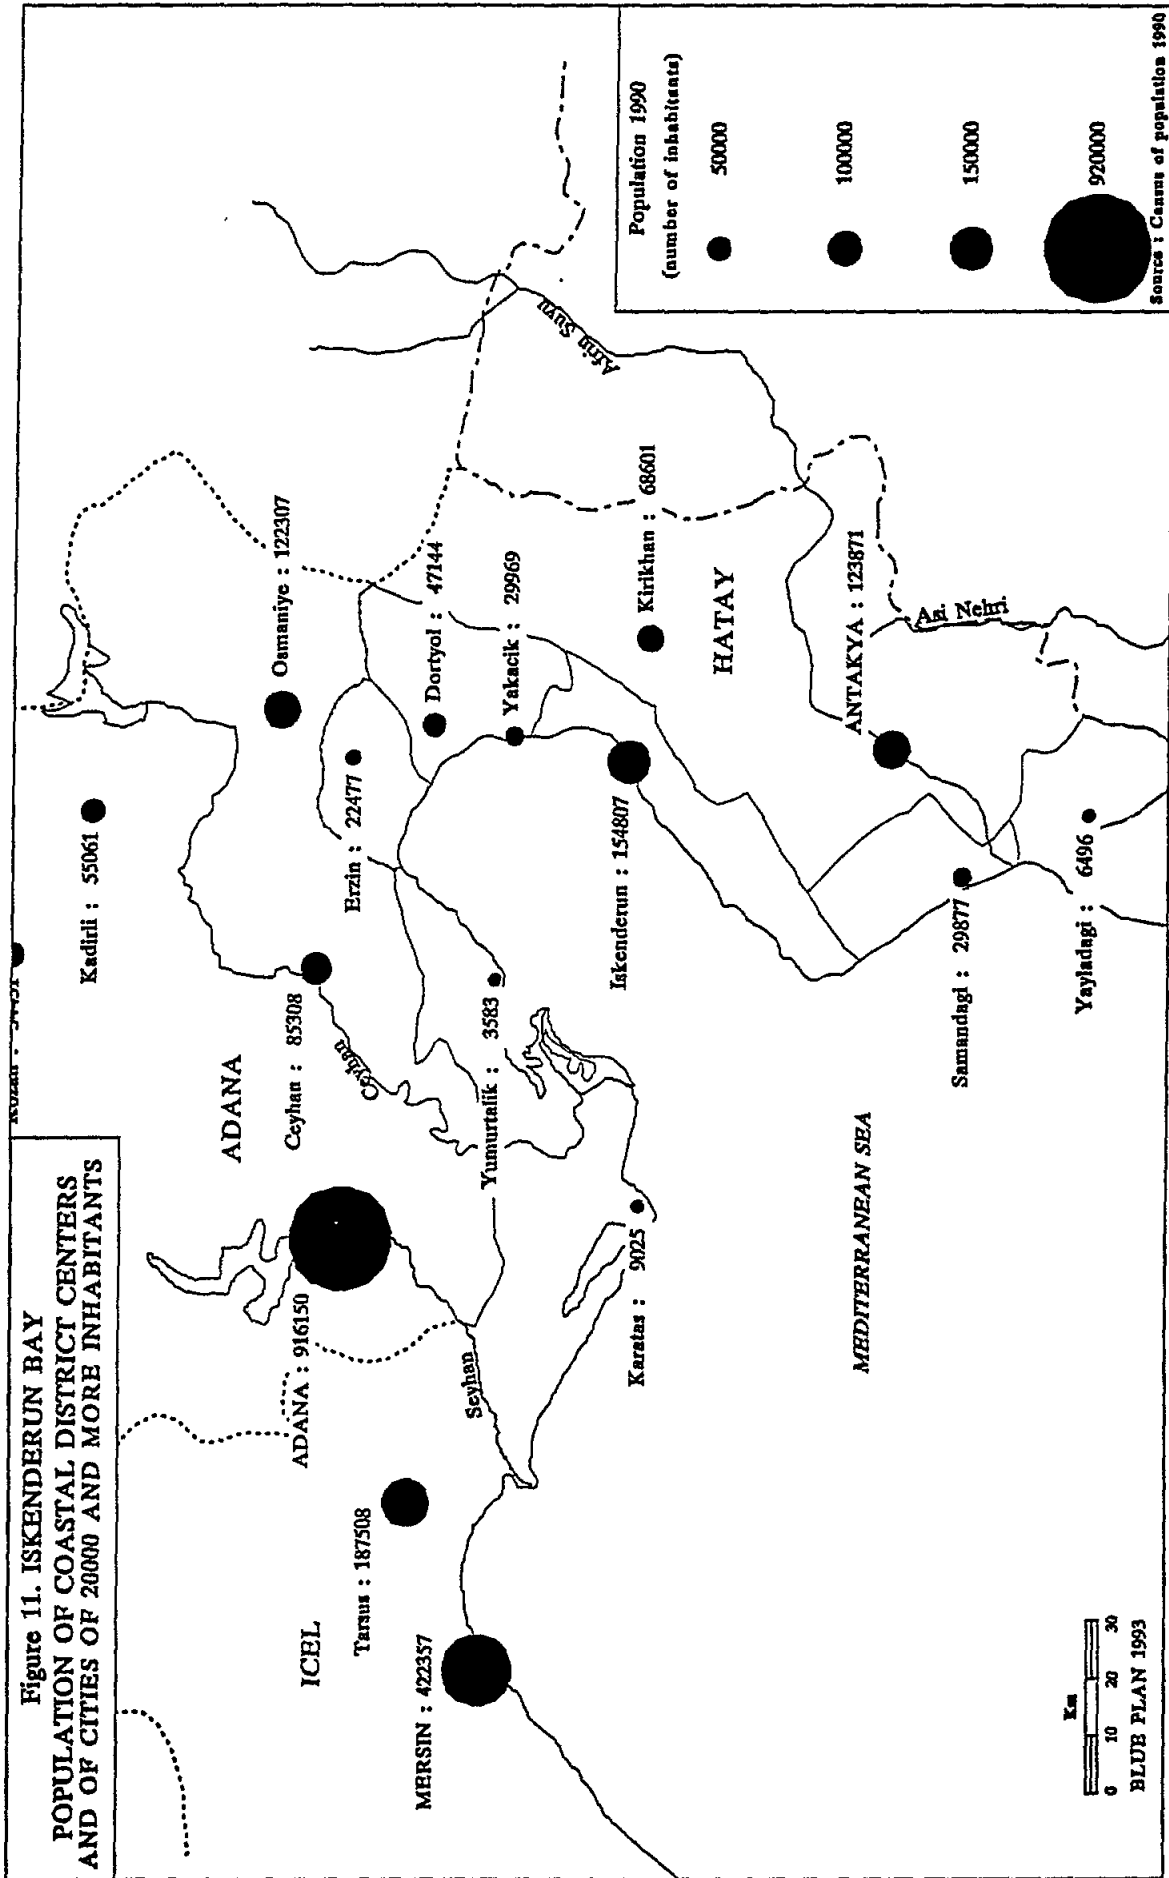 Figure 11. ISKENDERUN BAY
POPULATION OF COASTAL DISTRICT CENTERS
AND OF CITIES OF 20000 AND MORE INHABITANTS
Kadirli : 55061
ADANA
Osmaniye : 122307
Ceyhan : 85308
Ceyhan
ADANA : 916150
ICEL
Tarsus : 187508
Erzin : 22477
MERSIN : 422357
Dortyol : 47144
Seyhan
Yumurtalik : 3583
Yakacik : 29969
Afrin Suyu
Karatas : 9025
Iskenderun : 154807
Kirikhan : 68601
HATAY
MEDITERRANEAN SEA
ANTAKYA : 123871
Asi Nehri
Samandagi : 29877
Yayladagi : 6496
Km
0 10 20 30
BLUE PLAN 1993
Population 1990
(number of inhabitants)
50000
100000
150000
920000
Source : Census of population 1990